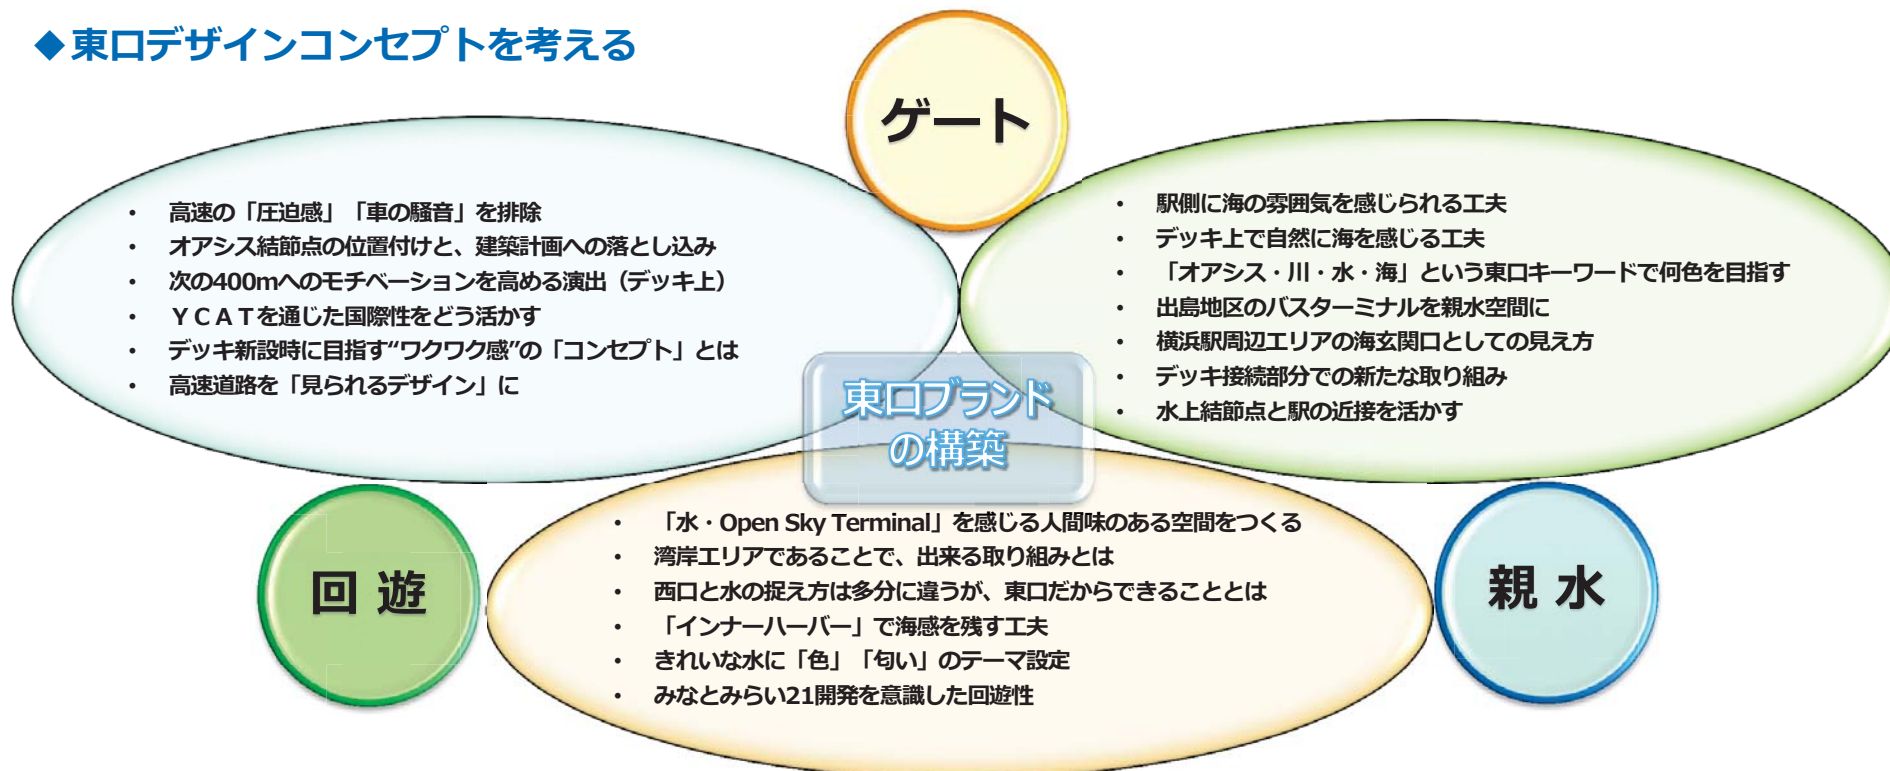 ◆東口デザインコンセプトを考える
ゲート
・ 高速の「圧迫感」「車の騒音」を排除
・ オアシス結節点の位置付けと、建築計画への落とし込み
・ 次の400mへのモチベーションを高める演出（デッキ上）
・ ＹＣＡＴを通じた国際性をどう活かす
・ デッキ新設時に目指す“ワクワク感”の「コンセプト」とは
・ 高速道路を「見られるデザイン」に
・ 駅側に海の雰囲気を感じられる工夫
・ デッキ上で自然に海を感じる工夫
・ 「オアシス・川・水・海」という東口キーワードで何色を目指す
・ 出島地区のバスターミナルを親水空間に
・ 横浜駅周辺エリアの海玄関口としての見え方
・ デッキ接続部分での新たな取り組み
・ 水上結節点と駅の近接を活かす
東口ブランド
の構築
回 遊
・ 「水・Open Sky Terminal」を感じる人間味のある空間をつくる
・ 湾岸エリアであることで、出来る取り組みとは
・ 西口と水の捉え方は多分に違うが、東口だからできることとは
・ 「インナーハーバー」で海感を残す工夫
・ きれいな水に「色」「匂い」のテーマ設定
・ みなとみらい21開発を意識した回遊性
親 水